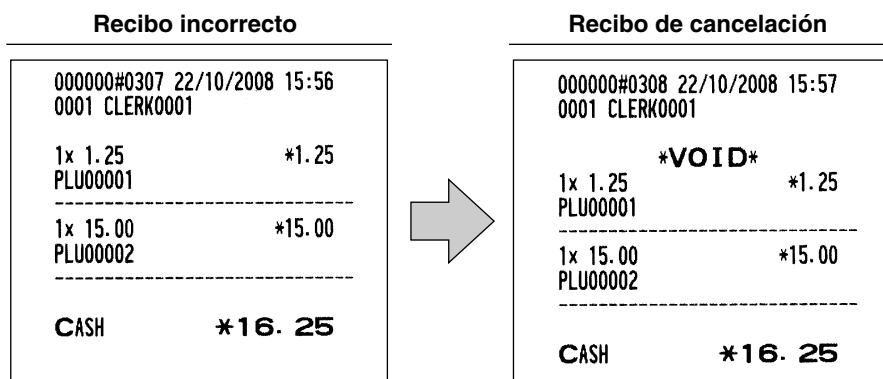 Recibo incorrecto
000000#0307 22/10/2008 15:56
0001 CLERK0001
1x 1.25 *1.25
PLU00001
1x 15.00 *15.00
PLU00002
CASH *16.25
Recibo de cancelación
000000#0308 22/10/2008 15:57
0001 CLERK0001
*VOID*
1x 1.25 *1.25
PLU00001
1x 15.00 *15.00
PLU00002
CASH *16.25